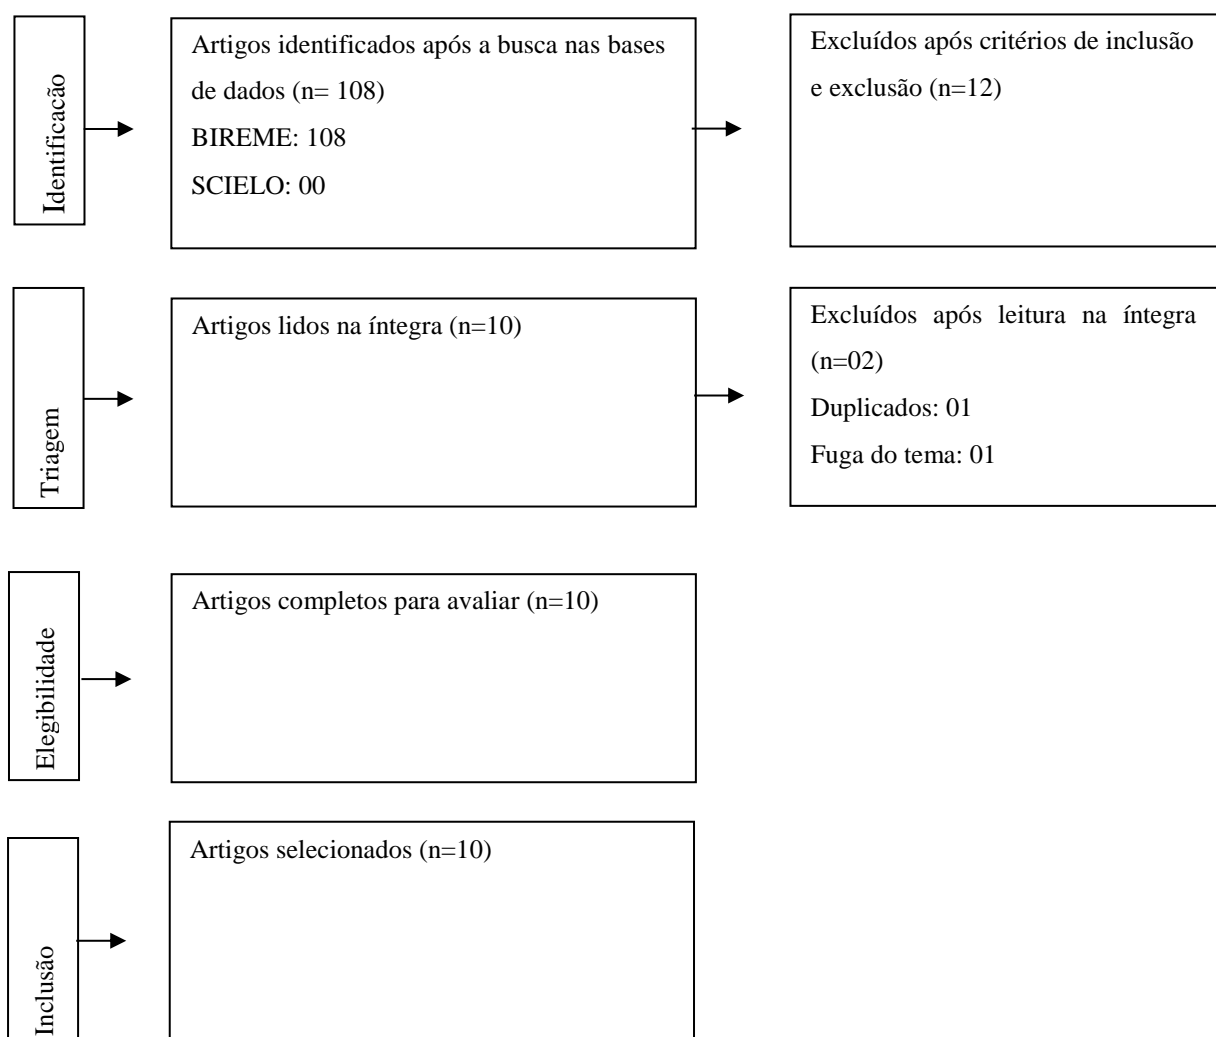 Identificacão
Artigos identificados após a busca nas bases
de dados (n= 108)
BIREME: 108
SCIELO: 00
Excluídos após critérios de inclusão
e exclusão (n=12)
Triagem
Artigos lidos na íntegra (n=10)
Excluídos após leitura na íntegra
(n=02)
Duplicados: 01
Fuga do tema: 01
Elegibilidade
Artigos completos para avaliar (n=10)
Inclusão
Artigos selecionados (n=10)